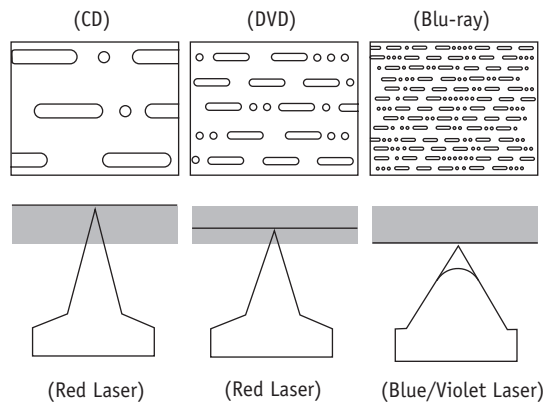 (CD)
(DVD)
(Blu-ray)
(Red Laser)
(Red Laser)
(Blue/Violet Laser)